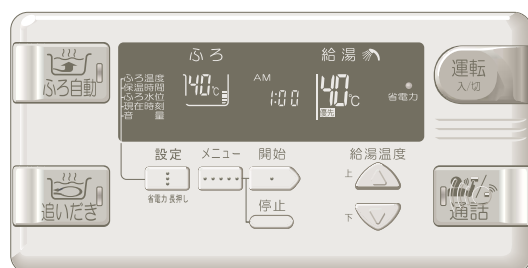 ふろ自動
追いだき
ふろ 給湯
ふろ温度
保温時間
ふろ水位
現在時刻
音量
40℃
AM
1:00
40℃
優先
省電力
運転
入/切
設定 メニュー 開始 給湯温度
省電力 長押し
停止
上
下
通話